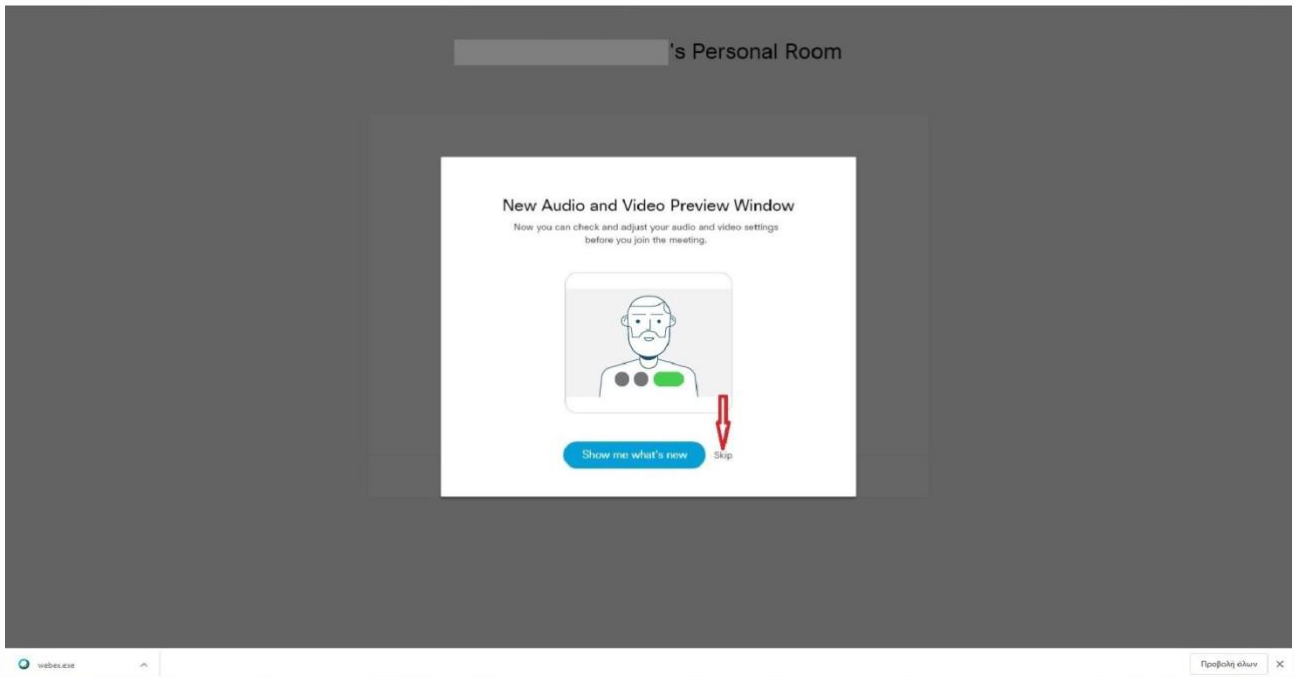 's Personal Room
New Audio and Video Preview Window
Now you can check and adjust your audio and video settings
before you join the meeting.
Show me what's new
Skip
webex.exe
Προβολή όλων